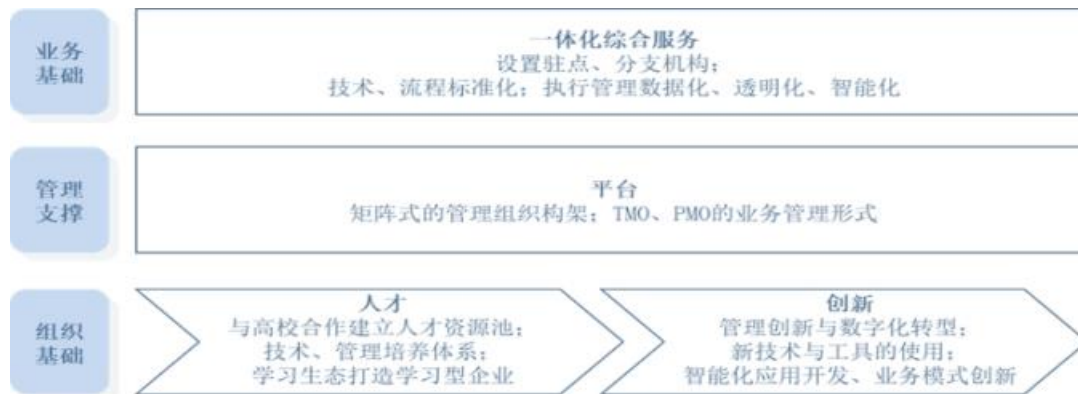 业务
基础
一体化综合服务
设置驻点、分支机构；
技术、流程标准化；执行管理数据化、透明化、智能化
管理
支撑
平台
矩阵式的管理组织构架；TMO、PMO的业务管理形式
组织
基础
人才
与高校合作建立人才资源池；
技术、管理培养体系；
学习生态打造学习型企业
创新
管理创新与数字化转型；
新技术与工具的使用；
智能化应用开发、业务模式创新